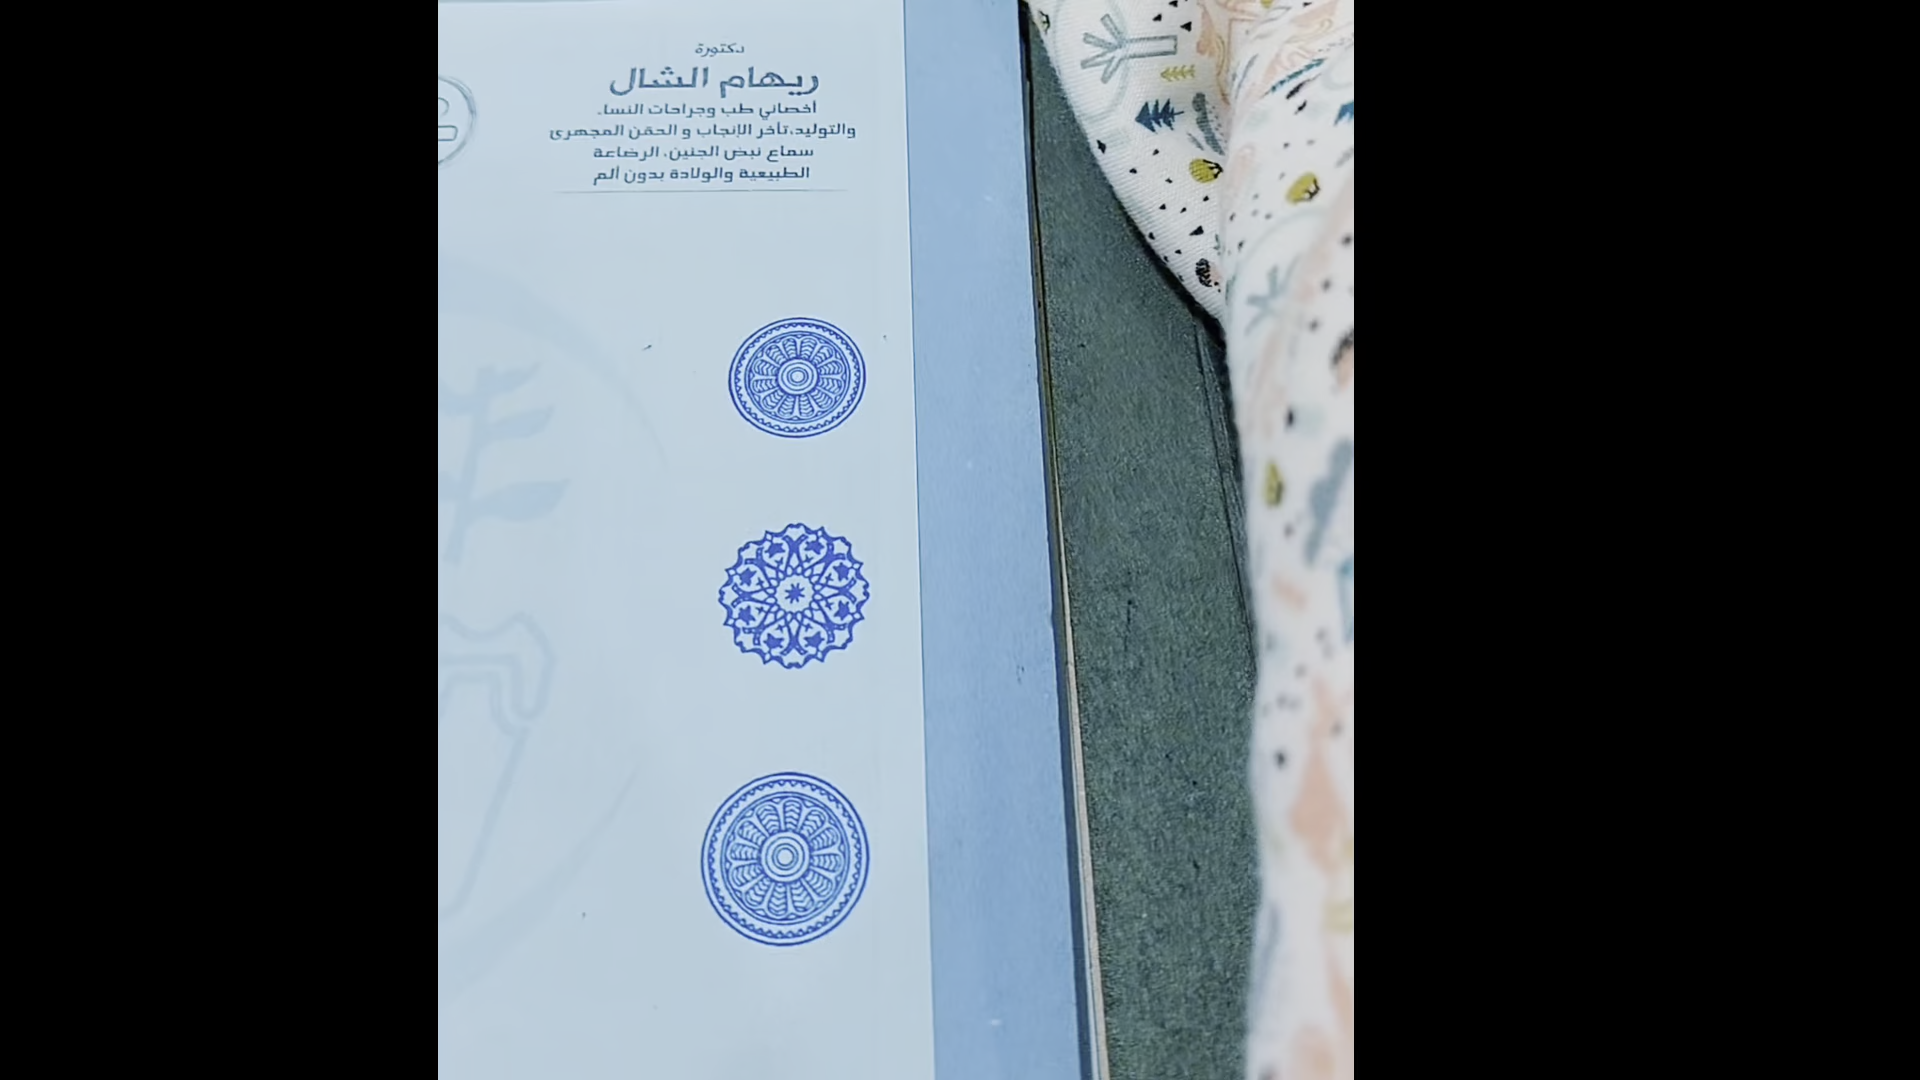 دكتورة
ريهام الشال
أخصائي طب وجراحات النسا،
والتوليد،تأخر الإنجاب و الحقن المجهرى
سماع نبض الجنين، الرضاعة
الطبيعية والولادة بدون ألم